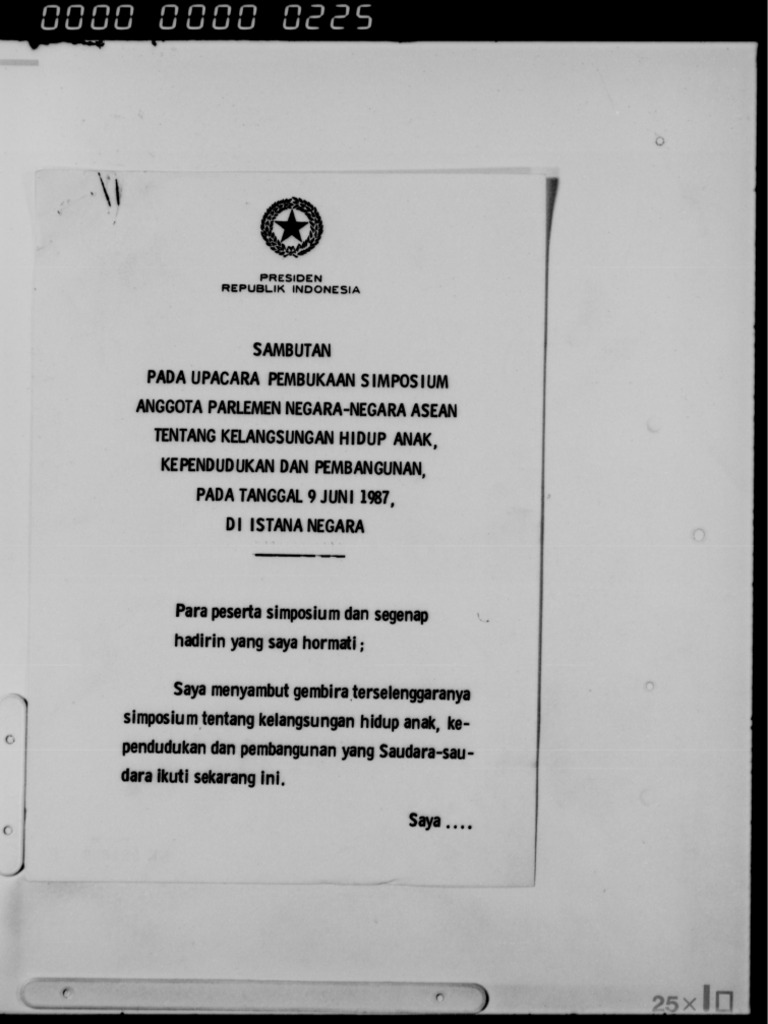 0000 0000 0225
PRESIDEN
REPUBLIK INDONESIA
SAMBUTAN
PADA UPACARA PEMBUKAAN SIMPOSIUM
ANGGOTA PARLEMEN NEGARA-NEGARA ASEAN
TENTANG KELANGSUNGAN HIDUP ANAK,
KEPENDUDUKAN DAN PEMBANGUNAN,
PADA TANGGAL 9 JUNI 1987,
DI ISTANA NEGARA
Para peserta simposium dan segenap
hadirin yang saya hormati ;
Saya menyambut gembira terselenggaranya
simposium tentang kelangsungan hidup anak, ke-
pendudukan dan pembangunan yang Saudara-sau-
dara ikuti sekarang ini.
Saya ....
25×10